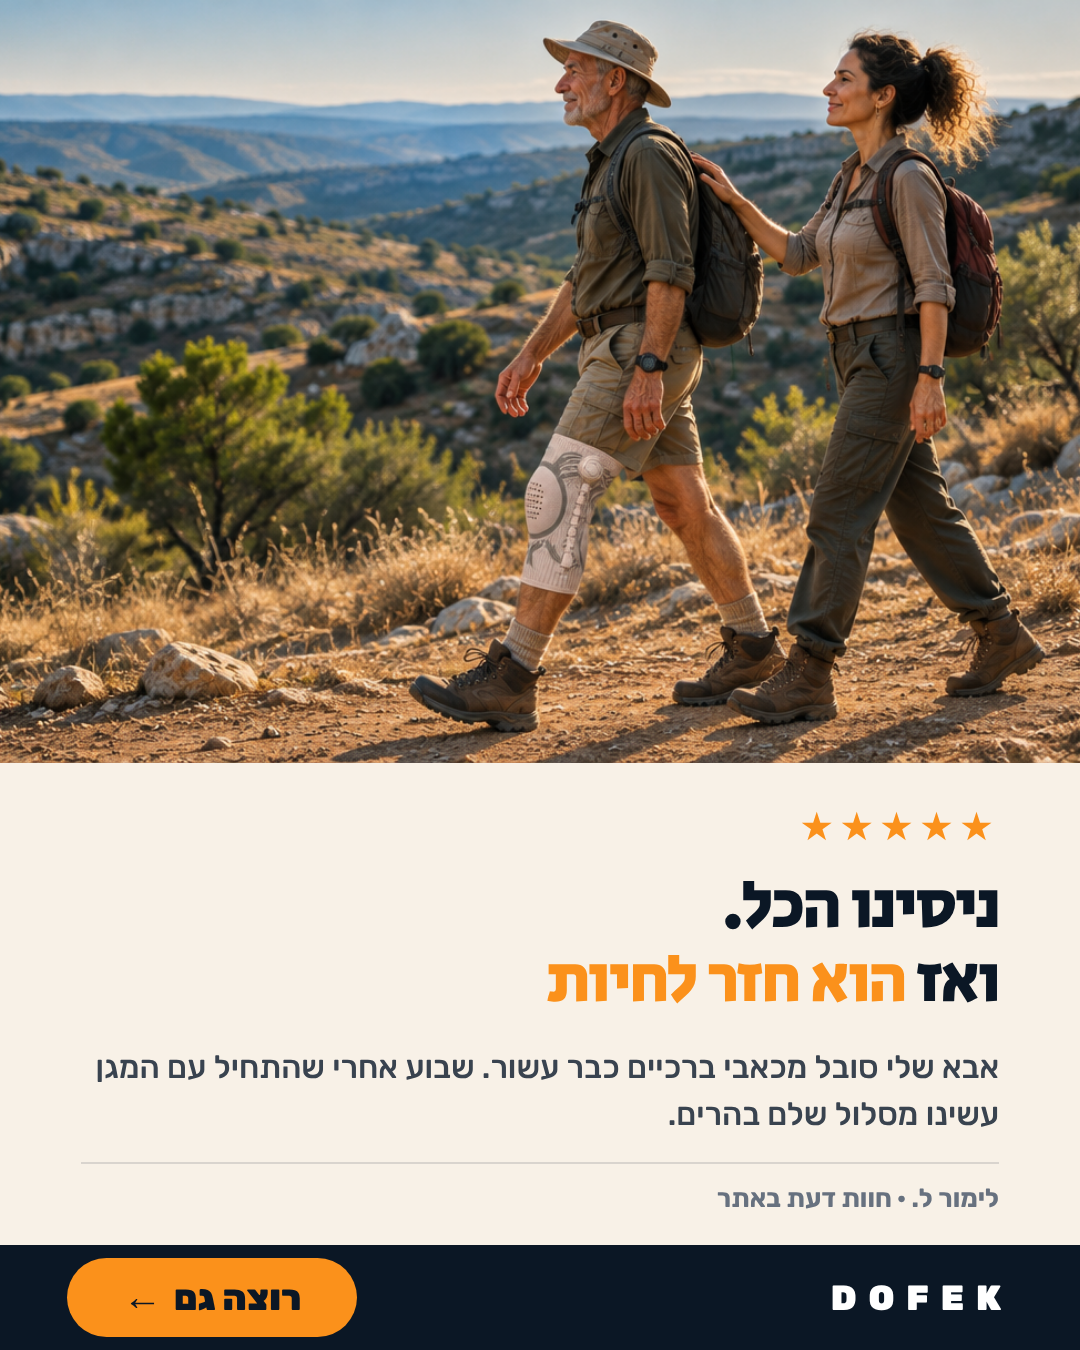 ★★★★★
ניסינו הכל.
ואז הוא חזר לחיות
אבא שלי סובל מכאבי ברכיים כבר עשור. שבוע אחרי שהתחיל עם המגן
עשינו מסלול שלם בהרים.
לימור ל. • חוות דעת באתר
DOFEK
רוצה גם ←